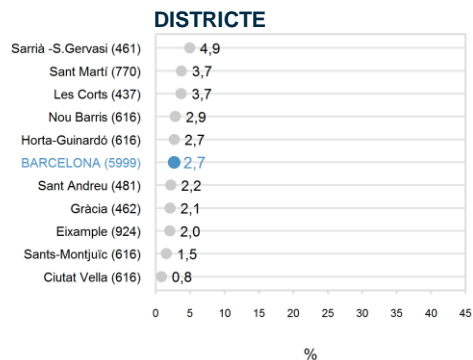 DISTRICTE
Sarrià -S.Gervasi (461) 4,9
Sant Martí (770) 3,7
Les Corts (437) 3,7
Nou Barris (616) 2,9
Horta-Guinardó (616) 2,7
BARCELONA (5999) 2,7
Sant Andreu (481) 2,2
Gràcia (462) 2,1
Eixample (924) 2,0
Sants-Montjuïc (616) 1,5
Ciutat Vella (616) 0,8
0 5 10 15 20 25 30 35 40 45
%